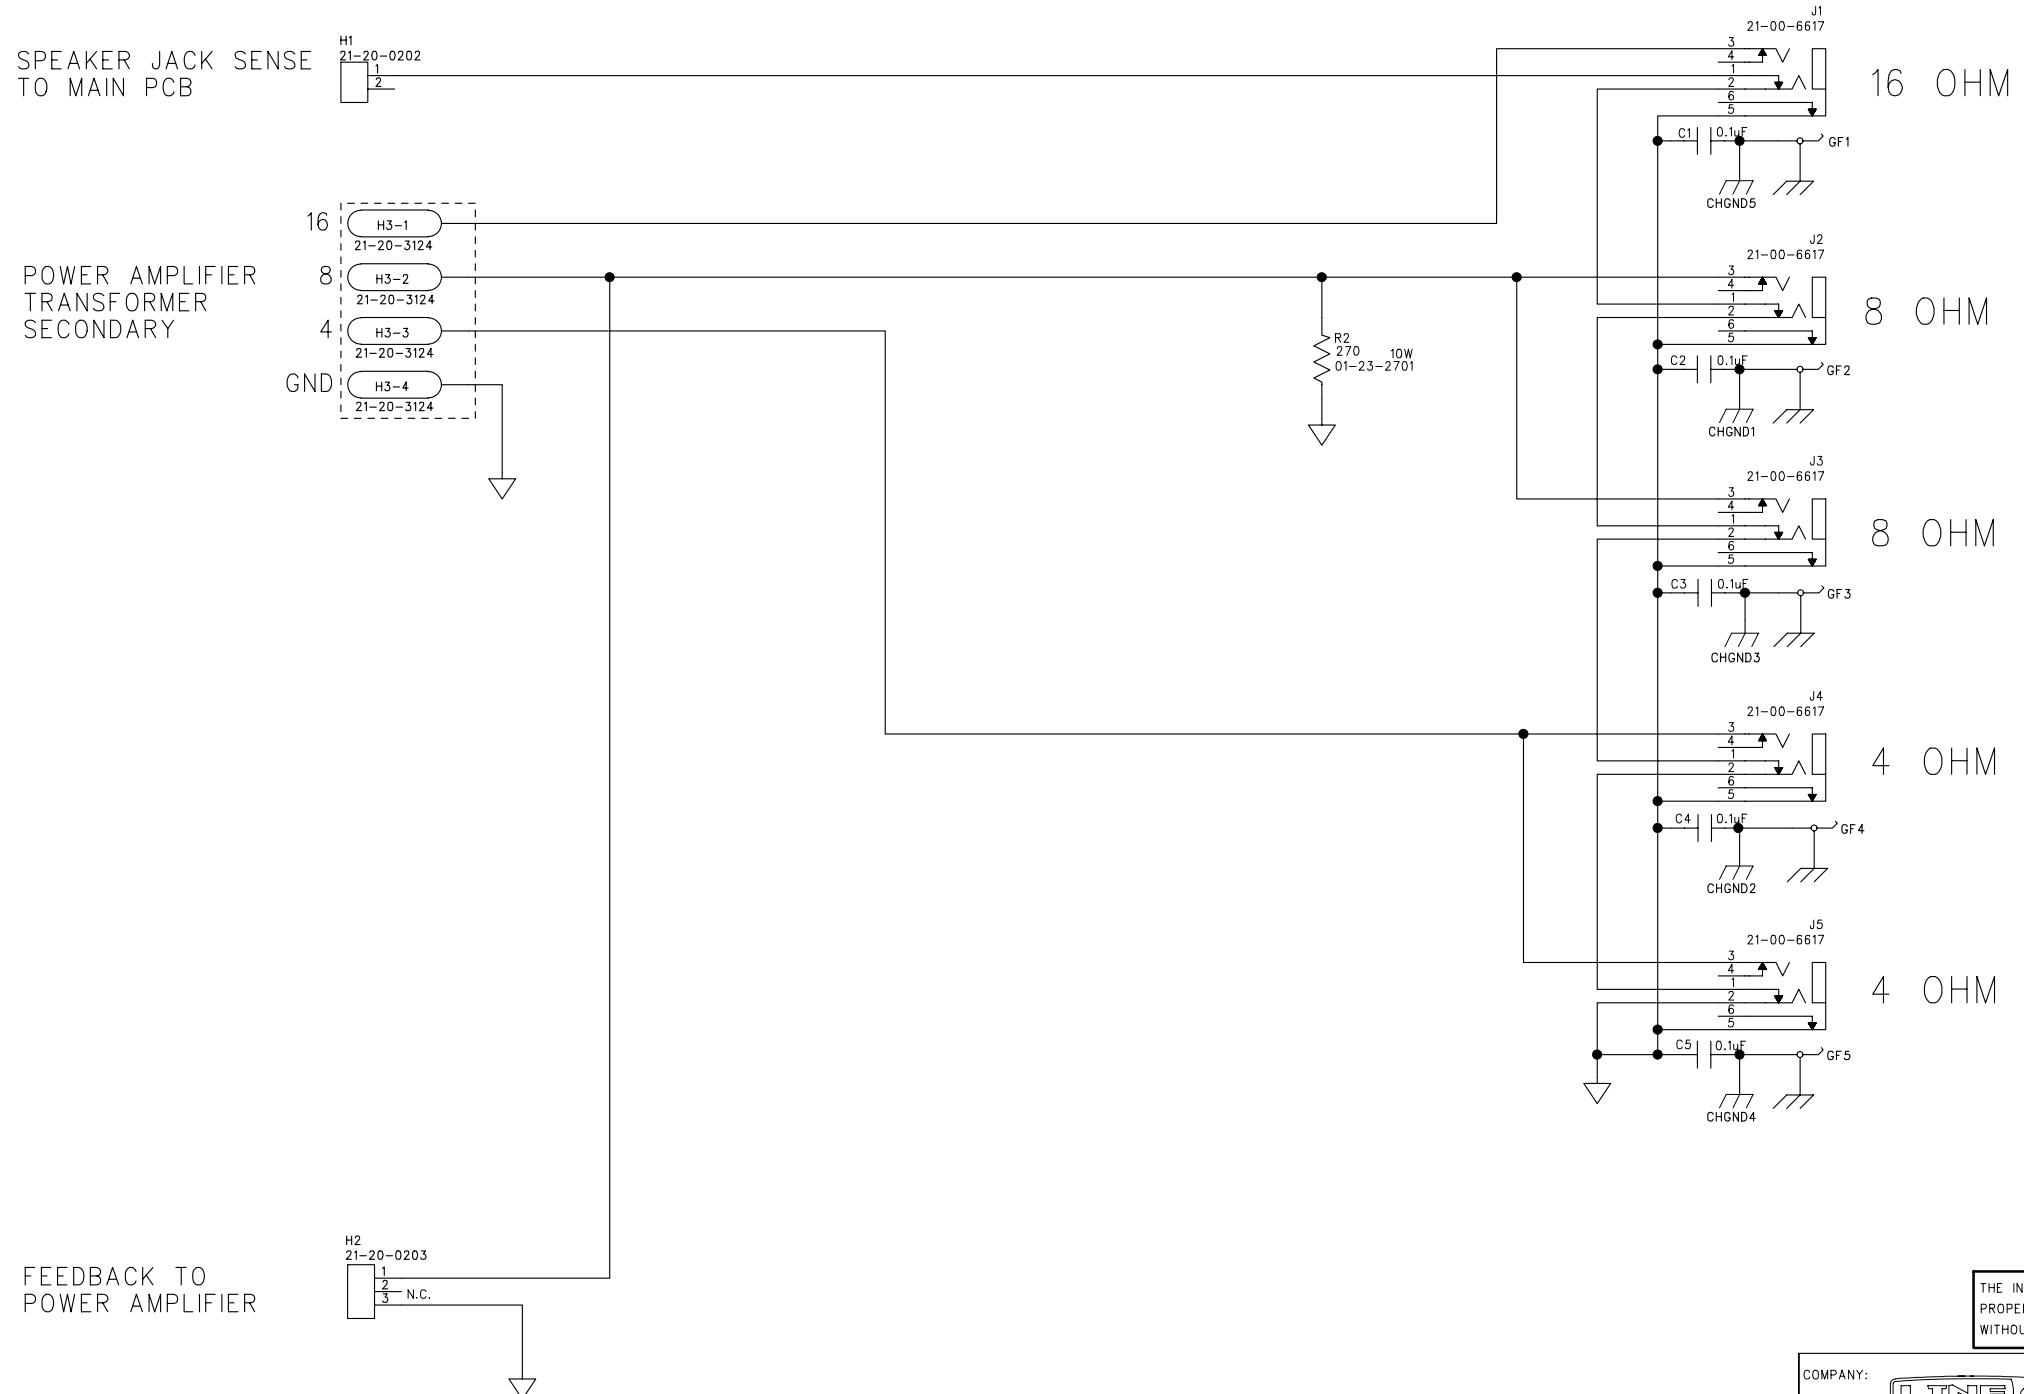 SPEAKER JACK SENSE
TO MAIN PCB
H1
21-20-0202
1
2
POWER AMPLIFIER
TRANSFORMER
SECONDARY
16
H3-1
21-20-3124
8
H3-2
21-20-3124
4
H3-3
21-20-3124
GND
H3-4
21-20-3124
R2
270 10W
01-23-2701
J1
21-00-6617
3
4
1
2
6
5
16 OHM
C1 0.1uF
GF1
CHGND5
J2
21-00-6617
3
4
1
2
6
5
8 OHM
C2 0.1uF
GF2
CHGND1
J3
21-00-6617
3
4
1
2
6
5
8 OHM
C3 0.1uF
GF3
CHGND3
J4
21-00-6617
3
4
1
2
6
5
4 OHM
C4 0.1uF
GF4
CHGND2
J5
21-00-6617
3
4
1
2
6
5
4 OHM
C5 0.1uF
GF5
CHGND4
FEEDBACK TO
POWER AMPLIFIER
H2
21-20-0203
1
2
3
N.C.
THE IN
PROPE
WITHOU
COMPANY:
LINE